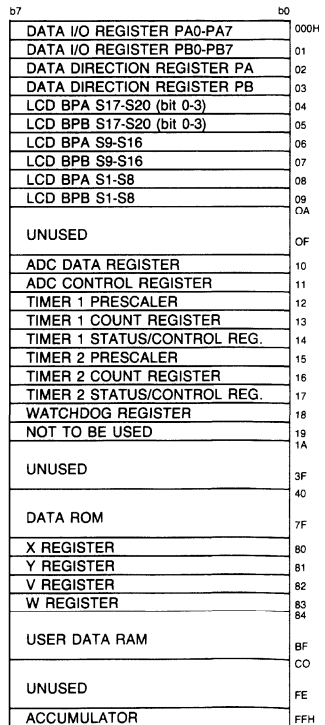 b7 b0
DATA I/O REGISTER PA0-PA7 000H
DATA I/O REGISTER PB0-PB7 01
DATA DIRECTION REGISTER PA 02
DATA DIRECTION REGISTER PB 03
LCD BPA S17-S20 (bit 0-3) 04
LCD BPB S17-S20 (bit 0-3) 05
LCD BPA S9-S16 06
LCD BPB S9-S16 07
LCD BPA S1-S8 08
LCD BPB S1-S8 09
OA
UNUSED
OF
ADC DATA REGISTER 10
ADC CONTROL REGISTER 11
TIMER 1 PRESCALER 12
TIMER 1 COUNT REGISTER 13
TIMER 1 STATUS/CONTROL REG. 14
TIMER 2 PRESCALER 15
TIMER 2 COUNT REGISTER 16
TIMER 2 STATUS/CONTROL REG. 17
WATCHDOG REGISTER 18
NOT TO BE USED 19
1A
UNUSED
3F
40
DATA ROM
7F
X REGISTER 80
Y REGISTER 81
V REGISTER 82
W REGISTER 83
84
USER DATA RAM
BF
CO
UNUSED
FE
ACCUMULATOR FFH